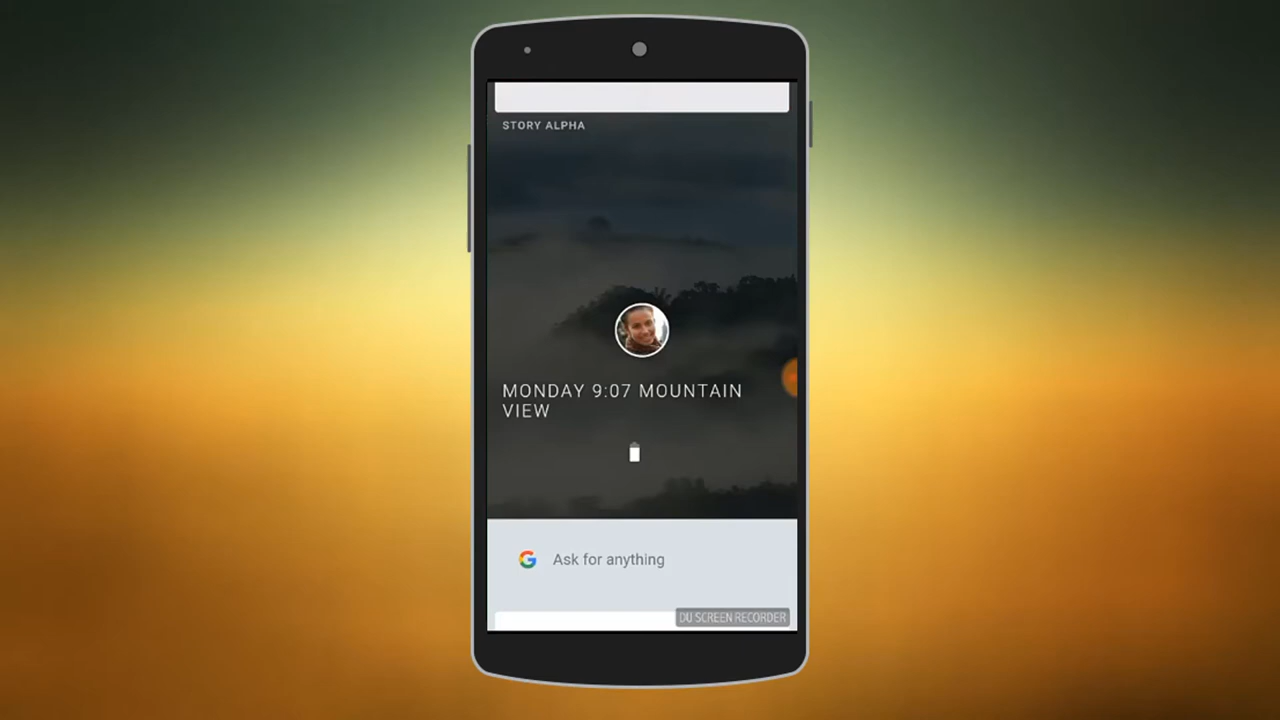 STORY ALPHA
MONDAY 9:07 MOUNTAIN
VIEW
Ask for anything
DU SCREEN RECORDER